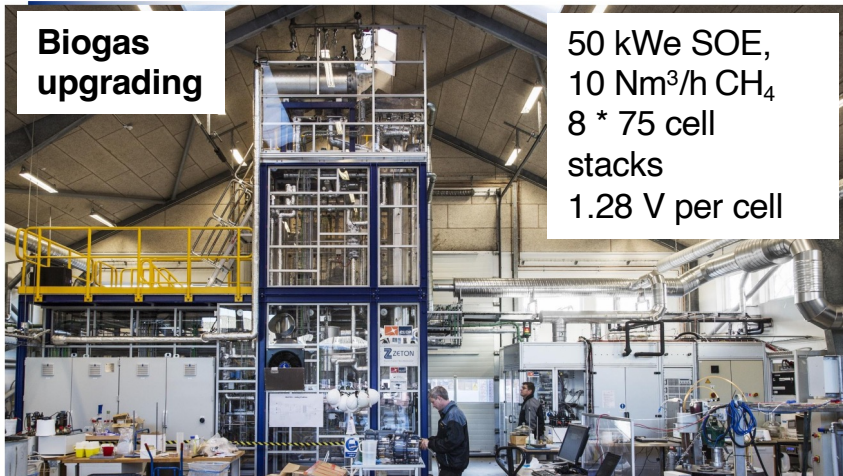 Biogas
upgrading
50 kWe SOE,
10 Nm³/h CH₄
8 * 75 cell
stacks
1.28 V per cell
ZETON